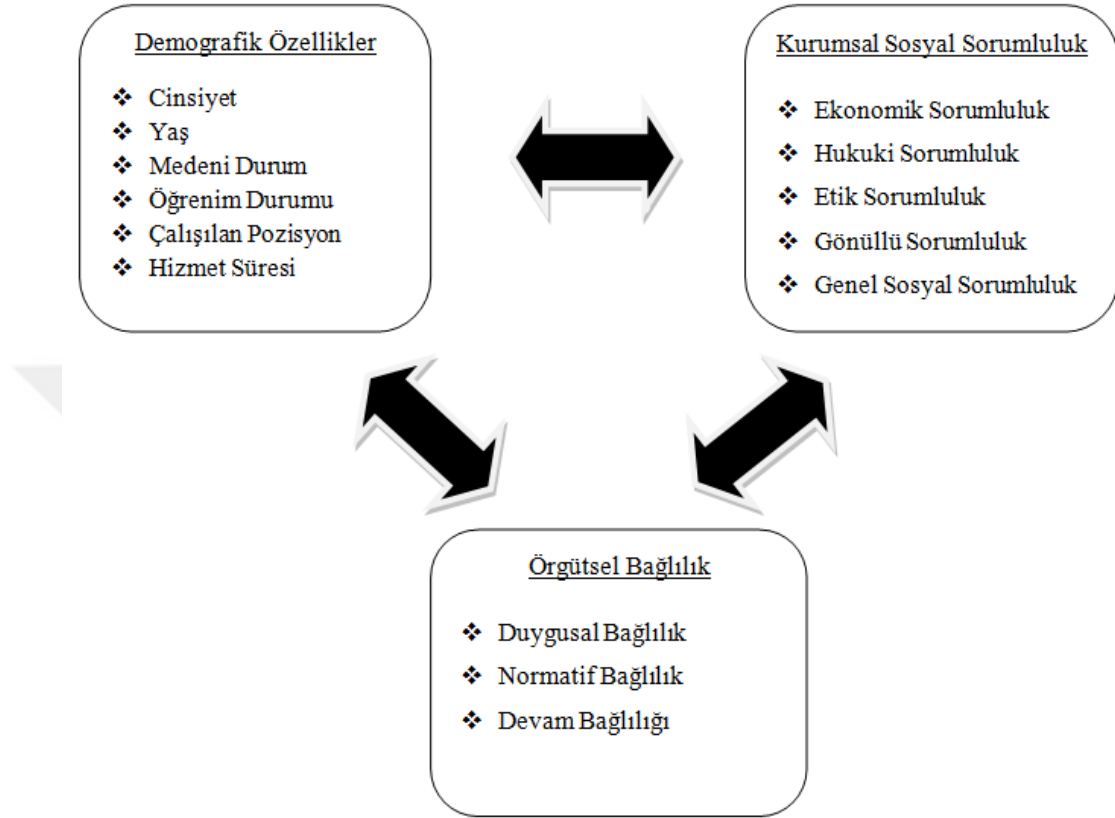 Demografik Özellikler
❖ Cinsiyet
❖ Yaş
❖ Medeni Durum
❖ Öğrenim Durumu
❖ Çalışılan Pozisyon
❖ Hizmet Süresi
Kurumsal Sosyal Sorumluluk
❖ Ekonomik Sorumluluk
❖ Hukuki Sorumluluk
❖ Etik Sorumluluk
❖ Gönüllü Sorumluluk
❖ Genel Sosyal Sorumluluk
Örgütsel Bağlılık
❖ Duygusal Bağlılık
❖ Normatif Bağlılık
❖ Devam Bağlılığı